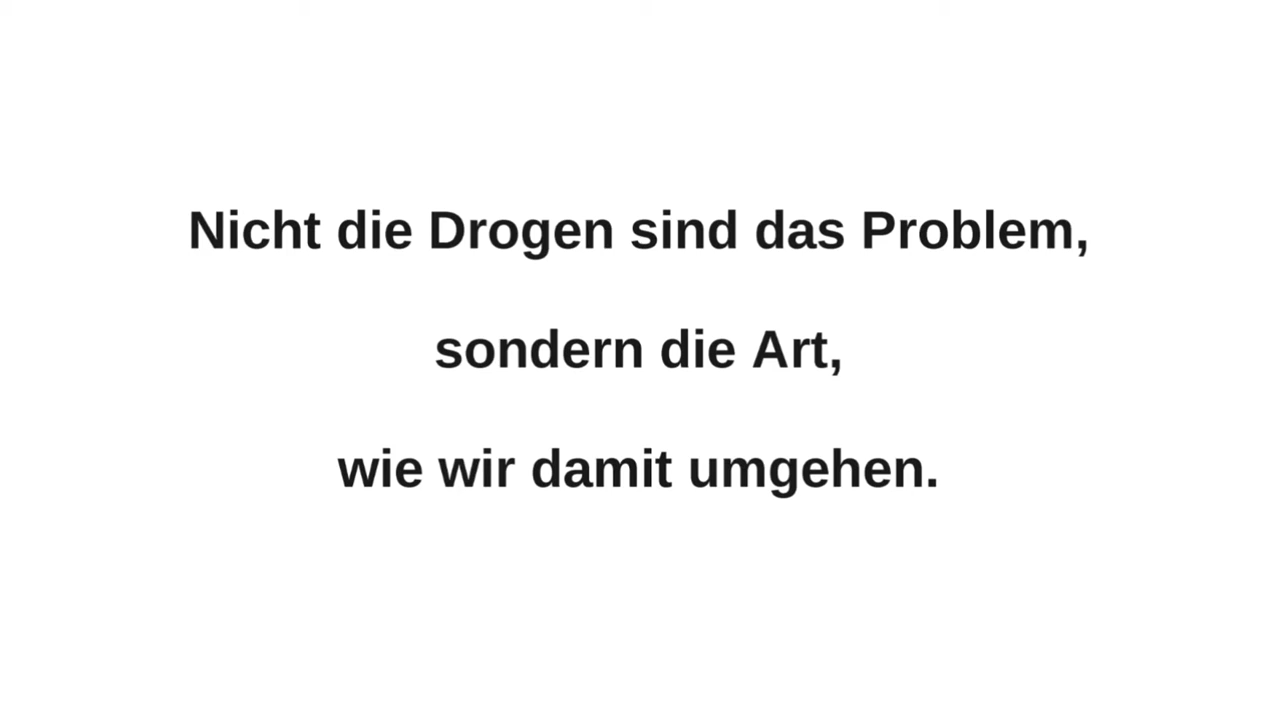 Nicht die Drogen sind das Problem,
sondern die Art,
wie wir damit umgehen.